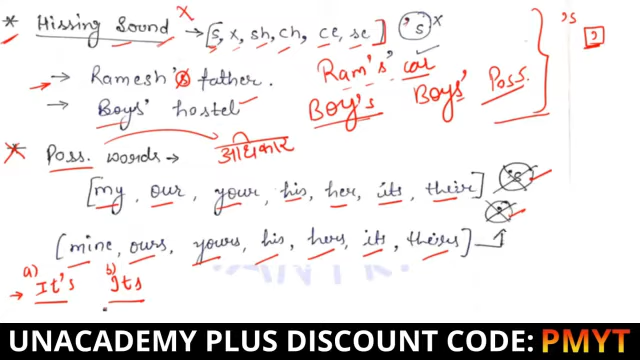 * Hissing Sound x → [s, x, sh, ch, ce, se] ('s) x 's [']
→ Ramesh's father. Ram's' car
→ Boys' hostel Boy's Boys' Poss.
* Poss. words → अधिकार
[my, our, your, his, her, its, their] 's
[mine, ours, yours, his, hers, its, theirs] '
→ a) It's b) Its
UNACADEMY PLUS DISCOUNT CODE: PMYT